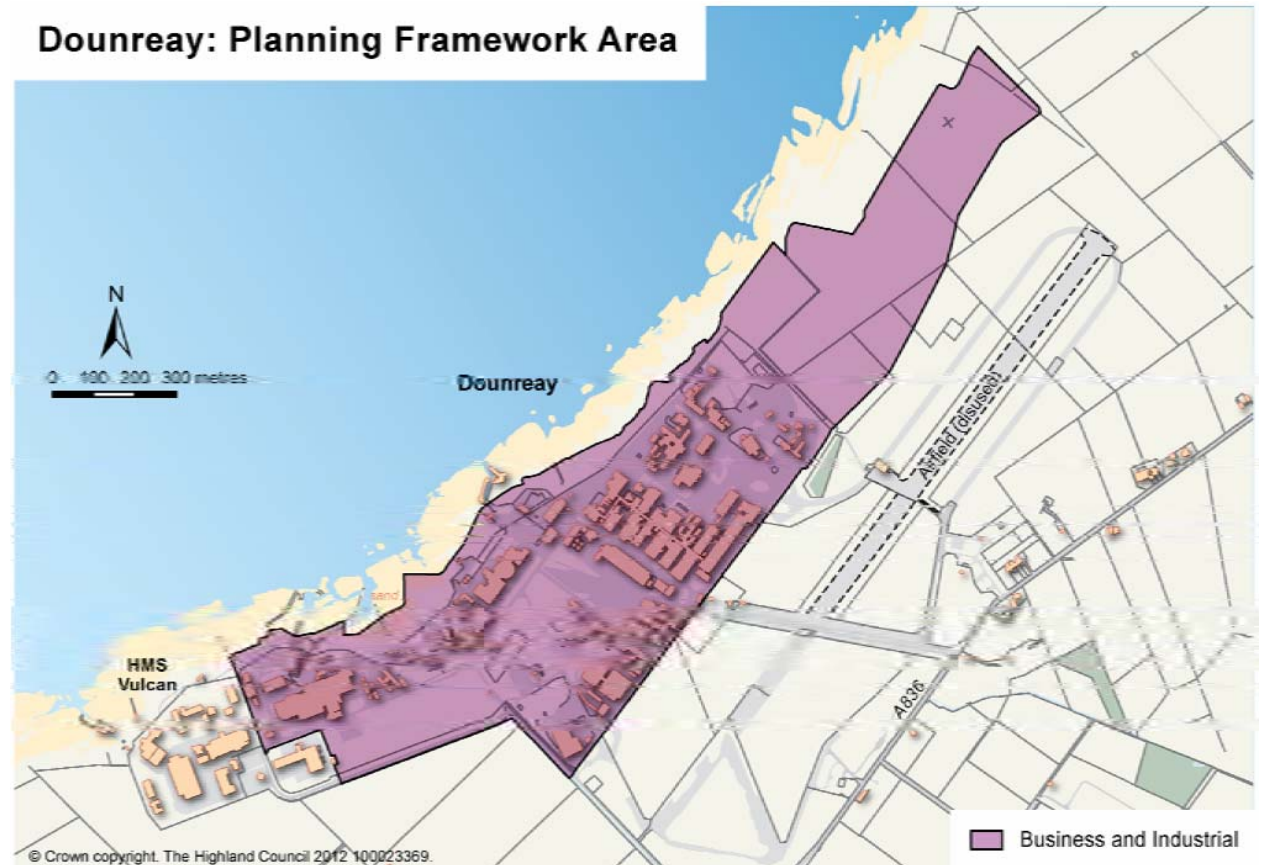 Dounreay: Planning Framework Area
N
0 100 200 300 metres
Dounreay
Airfield (disused)
sand
HMS
Vulcan
A836
Business and Industrial
© Crown copyright. The Highland Council 2012 100023369.